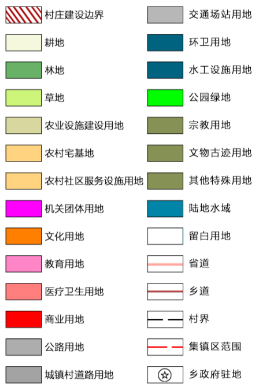 村庄建设边界
耕地
林地
草地
农业设施建设用地
农村宅基地
农村社区服务设施用地
机关团体用地
文化用地
教育用地
医疗卫生用地
商业用地
公路用地
城镇村道路用地
交通场站用地
环卫用地
水工设施用地
公园绿地
宗教用地
文物古迹用地
其他特殊用地
陆地水域
留白用地
省道
乡道
村界
集镇区范围
乡政府驻地